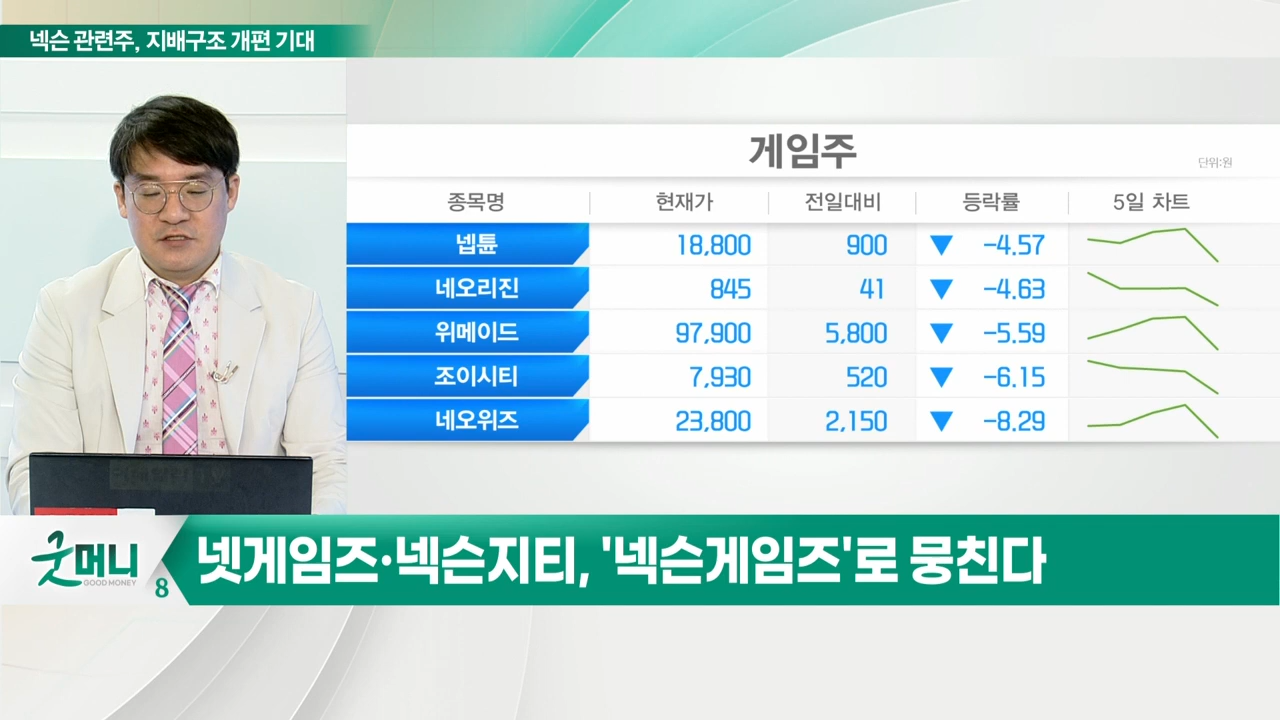 넥슨 관련주, 지배구조 개편 기대
게임주
단위:원
종목명 현재가 전일대비 등락률 5일 차트
넵튠 18,800 900 ▼ -4.57
네오리진 845 41 ▼ -4.63
위메이드 97,900 5,800 ▼ -5.59
조이시티 7,930 520 ▼ -6.15
네오위즈 23,800 2,150 ▼ -8.29
굿머니
GOOD MONEY
8
넷게임즈·넥슨지티, '넥슨게임즈'로 뭉친다